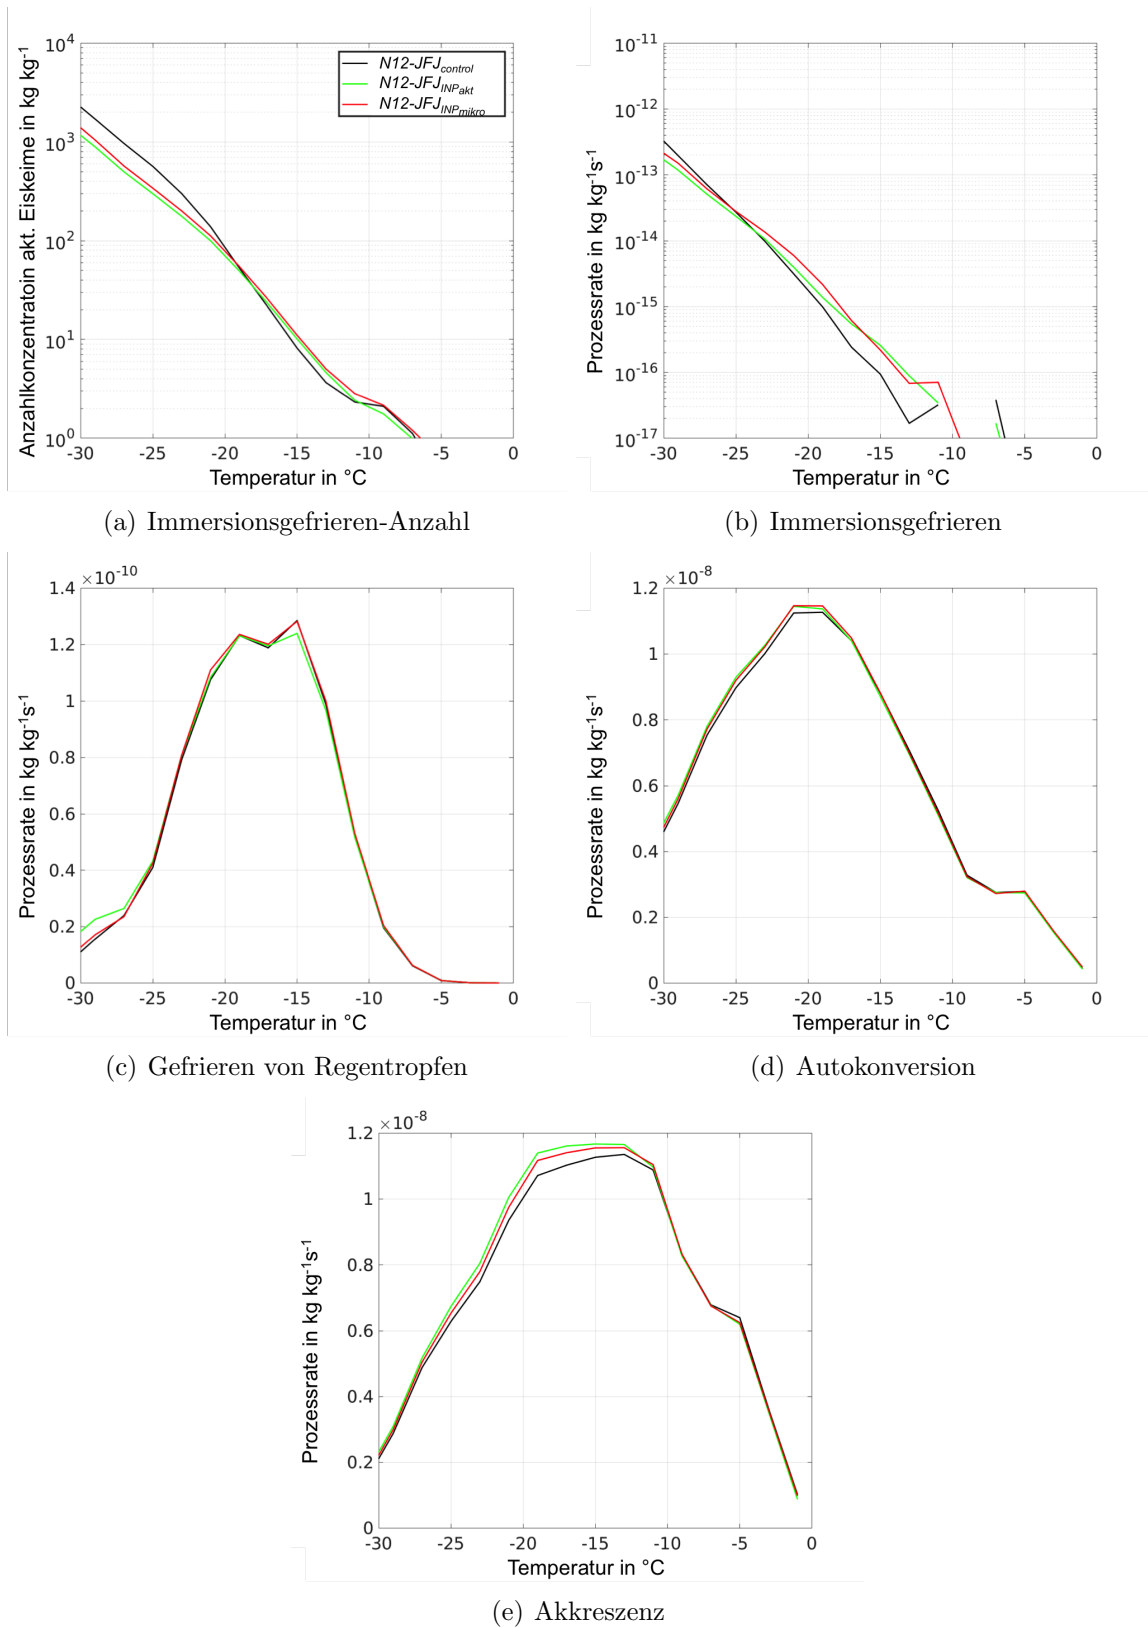 10^4
10^3
10^2
10^1
10^0
Anzahlkonzentratoin akt. Eiskeime in kg kg^-1
N12-JFJ_control
N12-JFJ_INP_akt
N12-JFJ_INP_mikro
-30 -25 -20 -15 -10 -5 0
Temperatur in °C
(a) Immersionsgefrieren-Anzahl
10^-11
10^-12
10^-13
10^-14
10^-15
10^-16
10^-17
Prozessrate in kg kg^-1s^-1
-30 -25 -20 -15 -10 -5 0
Temperatur in °C
(b) Immersionsgefrieren
×10^-10
1.4
1.2
1
0.8
0.6
0.4
0.2
0
Prozessrate in kg kg^-1s^-1
-30 -25 -20 -15 -10 -5 0
Temperatur in °C
(c) Gefrieren von Regentropfen
×10^-8
1.2
1
0.8
0.6
0.4
0.2
0
Prozessrate in kg kg^-1s^-1
-30 -25 -20 -15 -10 -5 0
Temperatur in °C
(d) Autokonversion
×10^-8
1.2
1
0.8
0.6
0.4
0.2
0
Prozessrate in kg kg^-1s^-1
-30 -25 -20 -15 -10 -5 0
Temperatur in °C
(e) Akkreszenz